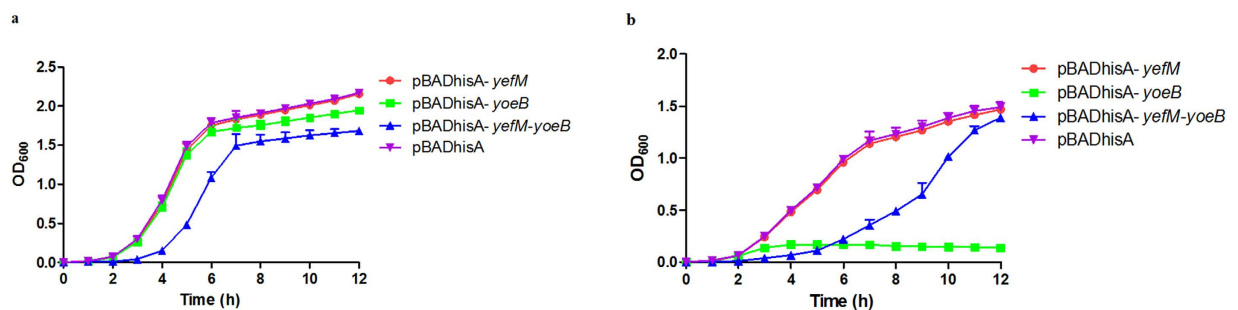 a
OD600
2.5
2.0
1.5
1.0
0.5
0.0
0 2 4 6 8 10 12
Time (h)
pBADhisA- yefM
pBADhisA- yoeB
pBADhisA- yefM-yoeB
pBADhisA
b
OD600
2.0
1.5
1.0
0.5
0.0
0 2 4 6 8 10 12
Time (h)
pBADhisA- yefM
pBADhisA- yoeB
pBADhisA- yefM-yoeB
pBADhisA